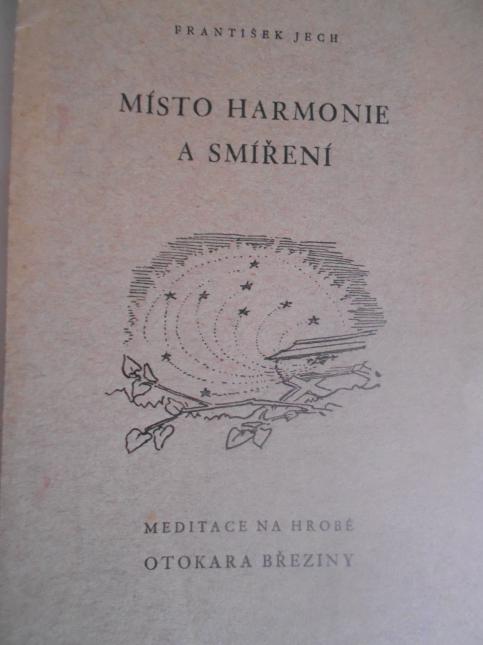 FRANTIŠEK JECH
MÍSTO HARMONIE
A SMÍŘENÍ
MEDITACE NA HROBĚ
OTOKARA BŘEZINY